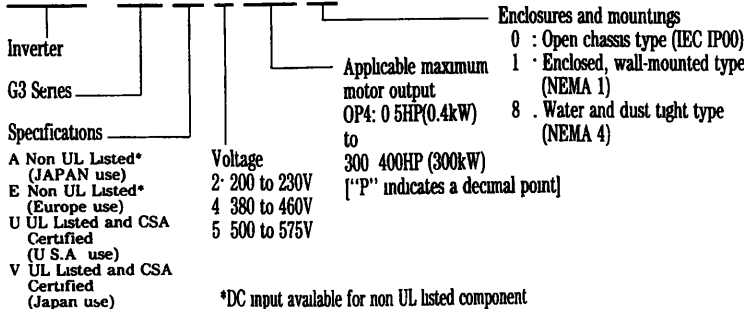 Inverter
G3 Series
Specifications
A Non UL Listed*
(JAPAN use)
E Non UL Listed*
(Europe use)
U UL Listed and CSA
Certified
(U S.A use)
V UL Listed and CSA
Certified
(Japan use)
Voltage
2· 200 to 230V
4 380 to 460V
5 500 to 575V
Applicable maximum
motor output
OP4: 0 5HP(0.4kW)
to
300 400HP (300kW)
["P" indicates a decimal point]
Enclosures and mountings
0 : Open chassis type (IEC IP00)
1 · Enclosed, wall-mounted type
(NEMA 1)
8 . Water and dust tight type
(NEMA 4)
*DC input available for non UL listed component